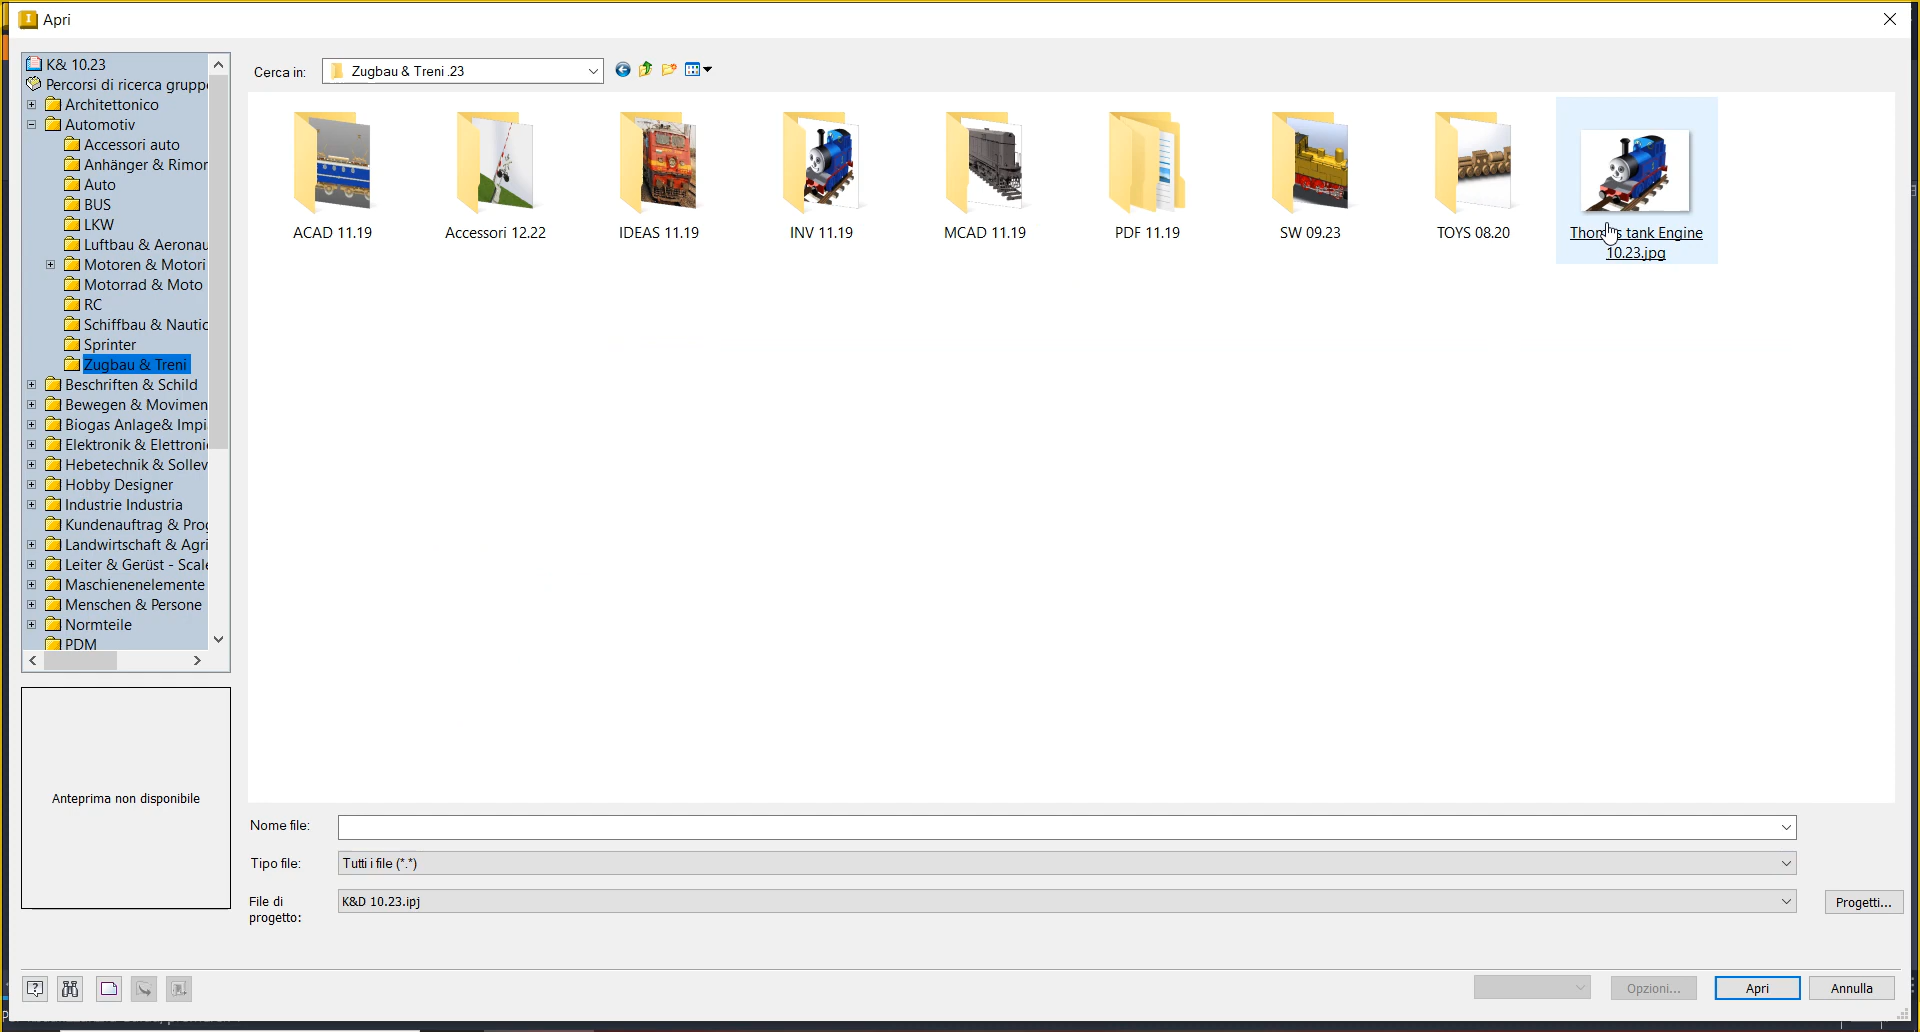 Apri
K& 10.23
Percorsi di ricerca gruppo
Architettonico
Automotiv
Accessori auto
Anhänger & Rimor
Auto
BUS
LKW
Luftbau & Aeronau
Motoren & Motori
Motorrad & Moto
RC
Schiffbau & Nautic
Sprinter
Zugbau & Treni
Beschriften & Schild
Bewegen & Movimen
Biogas Anlage& Impi
Elektronik & Elettroni
Hebetechnik & Sollev
Hobby Designer
Industrie Industria
Kundenauftrag & Prog
Landwirtschaft & Agri
Leiter & Gerüst - Scale
Maschienenelemente
Menschen & Persone
Normteile
PDM
Anteprima non disponibile
Cerca in: Zugbau & Treni .23
ACAD 11.19
Accessori 12.22
IDEAS 11.19
INV 11.19
MCAD 11.19
PDF 11.19
SW 09.23
TOYS 08.20
tank Engine
10.23.jpg
Nome file:
Tipo file: Tutti i file (*.*)
File di
progetto:
K&D 10.23.ipj
Progetti...
Opzioni...
Apri
Annulla